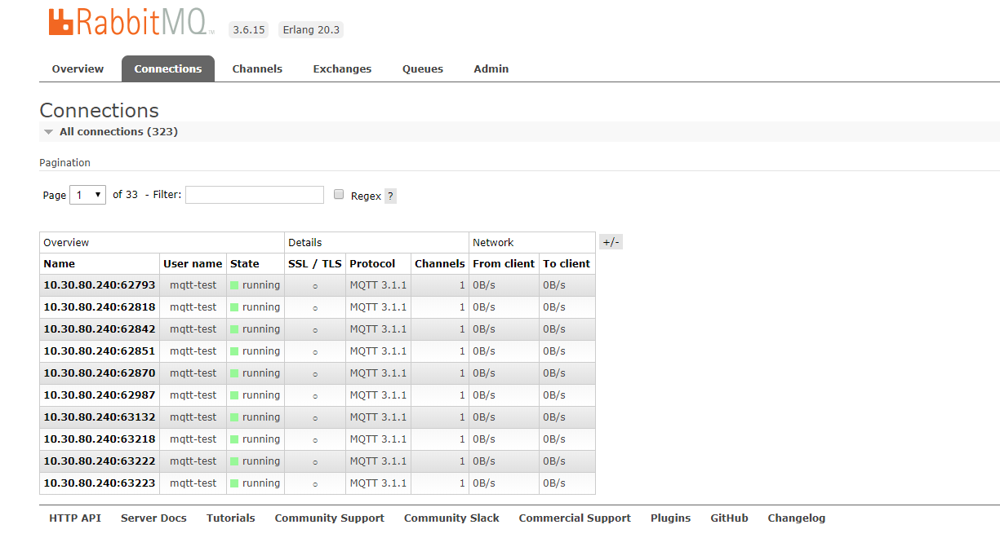 RabbitMQ TM 3.6.15 Erlang 20.3
Overview Connections Channels Exchanges Queues Admin
Connections
All connections (323)
Pagination
Page 1 of 33 - Filter: Regex ?
Overview Details Network +/-
Name User name State SSL / TLS Protocol Channels From client To client
10.30.80.240:62793 mqtt-test running ○ MQTT 3.1.1 1 0B/s 0B/s
10.30.80.240:62818 mqtt-test running ○ MQTT 3.1.1 1 0B/s 0B/s
10.30.80.240:62842 mqtt-test running ○ MQTT 3.1.1 1 0B/s 0B/s
10.30.80.240:62851 mqtt-test running ○ MQTT 3.1.1 1 0B/s 0B/s
10.30.80.240:62870 mqtt-test running ○ MQTT 3.1.1 1 0B/s 0B/s
10.30.80.240:62987 mqtt-test running ○ MQTT 3.1.1 1 0B/s 0B/s
10.30.80.240:63132 mqtt-test running ○ MQTT 3.1.1 1 0B/s 0B/s
10.30.80.240:63218 mqtt-test running ○ MQTT 3.1.1 1 0B/s 0B/s
10.30.80.240:63222 mqtt-test running ○ MQTT 3.1.1 1 0B/s 0B/s
10.30.80.240:63223 mqtt-test running ○ MQTT 3.1.1 1 0B/s 0B/s
HTTP API Server Docs Tutorials Community Support Community Slack Commercial Support Plugins GitHub Changelog